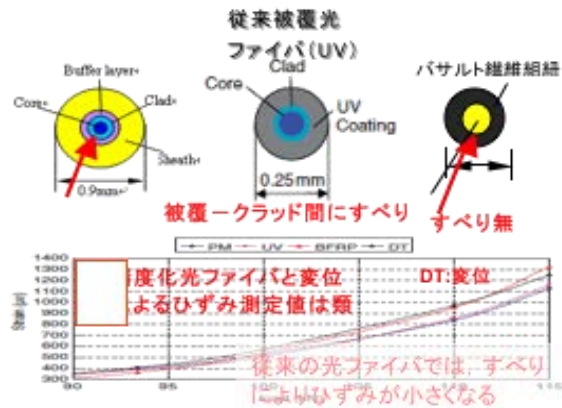 従来被覆光
ファイバ(UV)
Buffer layer
Core
Clad
Sheath
0.9mm
Clad
Core
UV
Coating
0.25mm
バサルト繊維組紐
被覆－クラッド間にすべり
すべり無
PM UV BFRP DT
1400
1300
1200
1100
1000
900
800
700
600
500
400
300
度化光ファイバと変位
よるひずみ測定値は類
DT:変位
従来の光ファイバでは，すべり
によりひずみが小さくなる
90 95 105 110 115